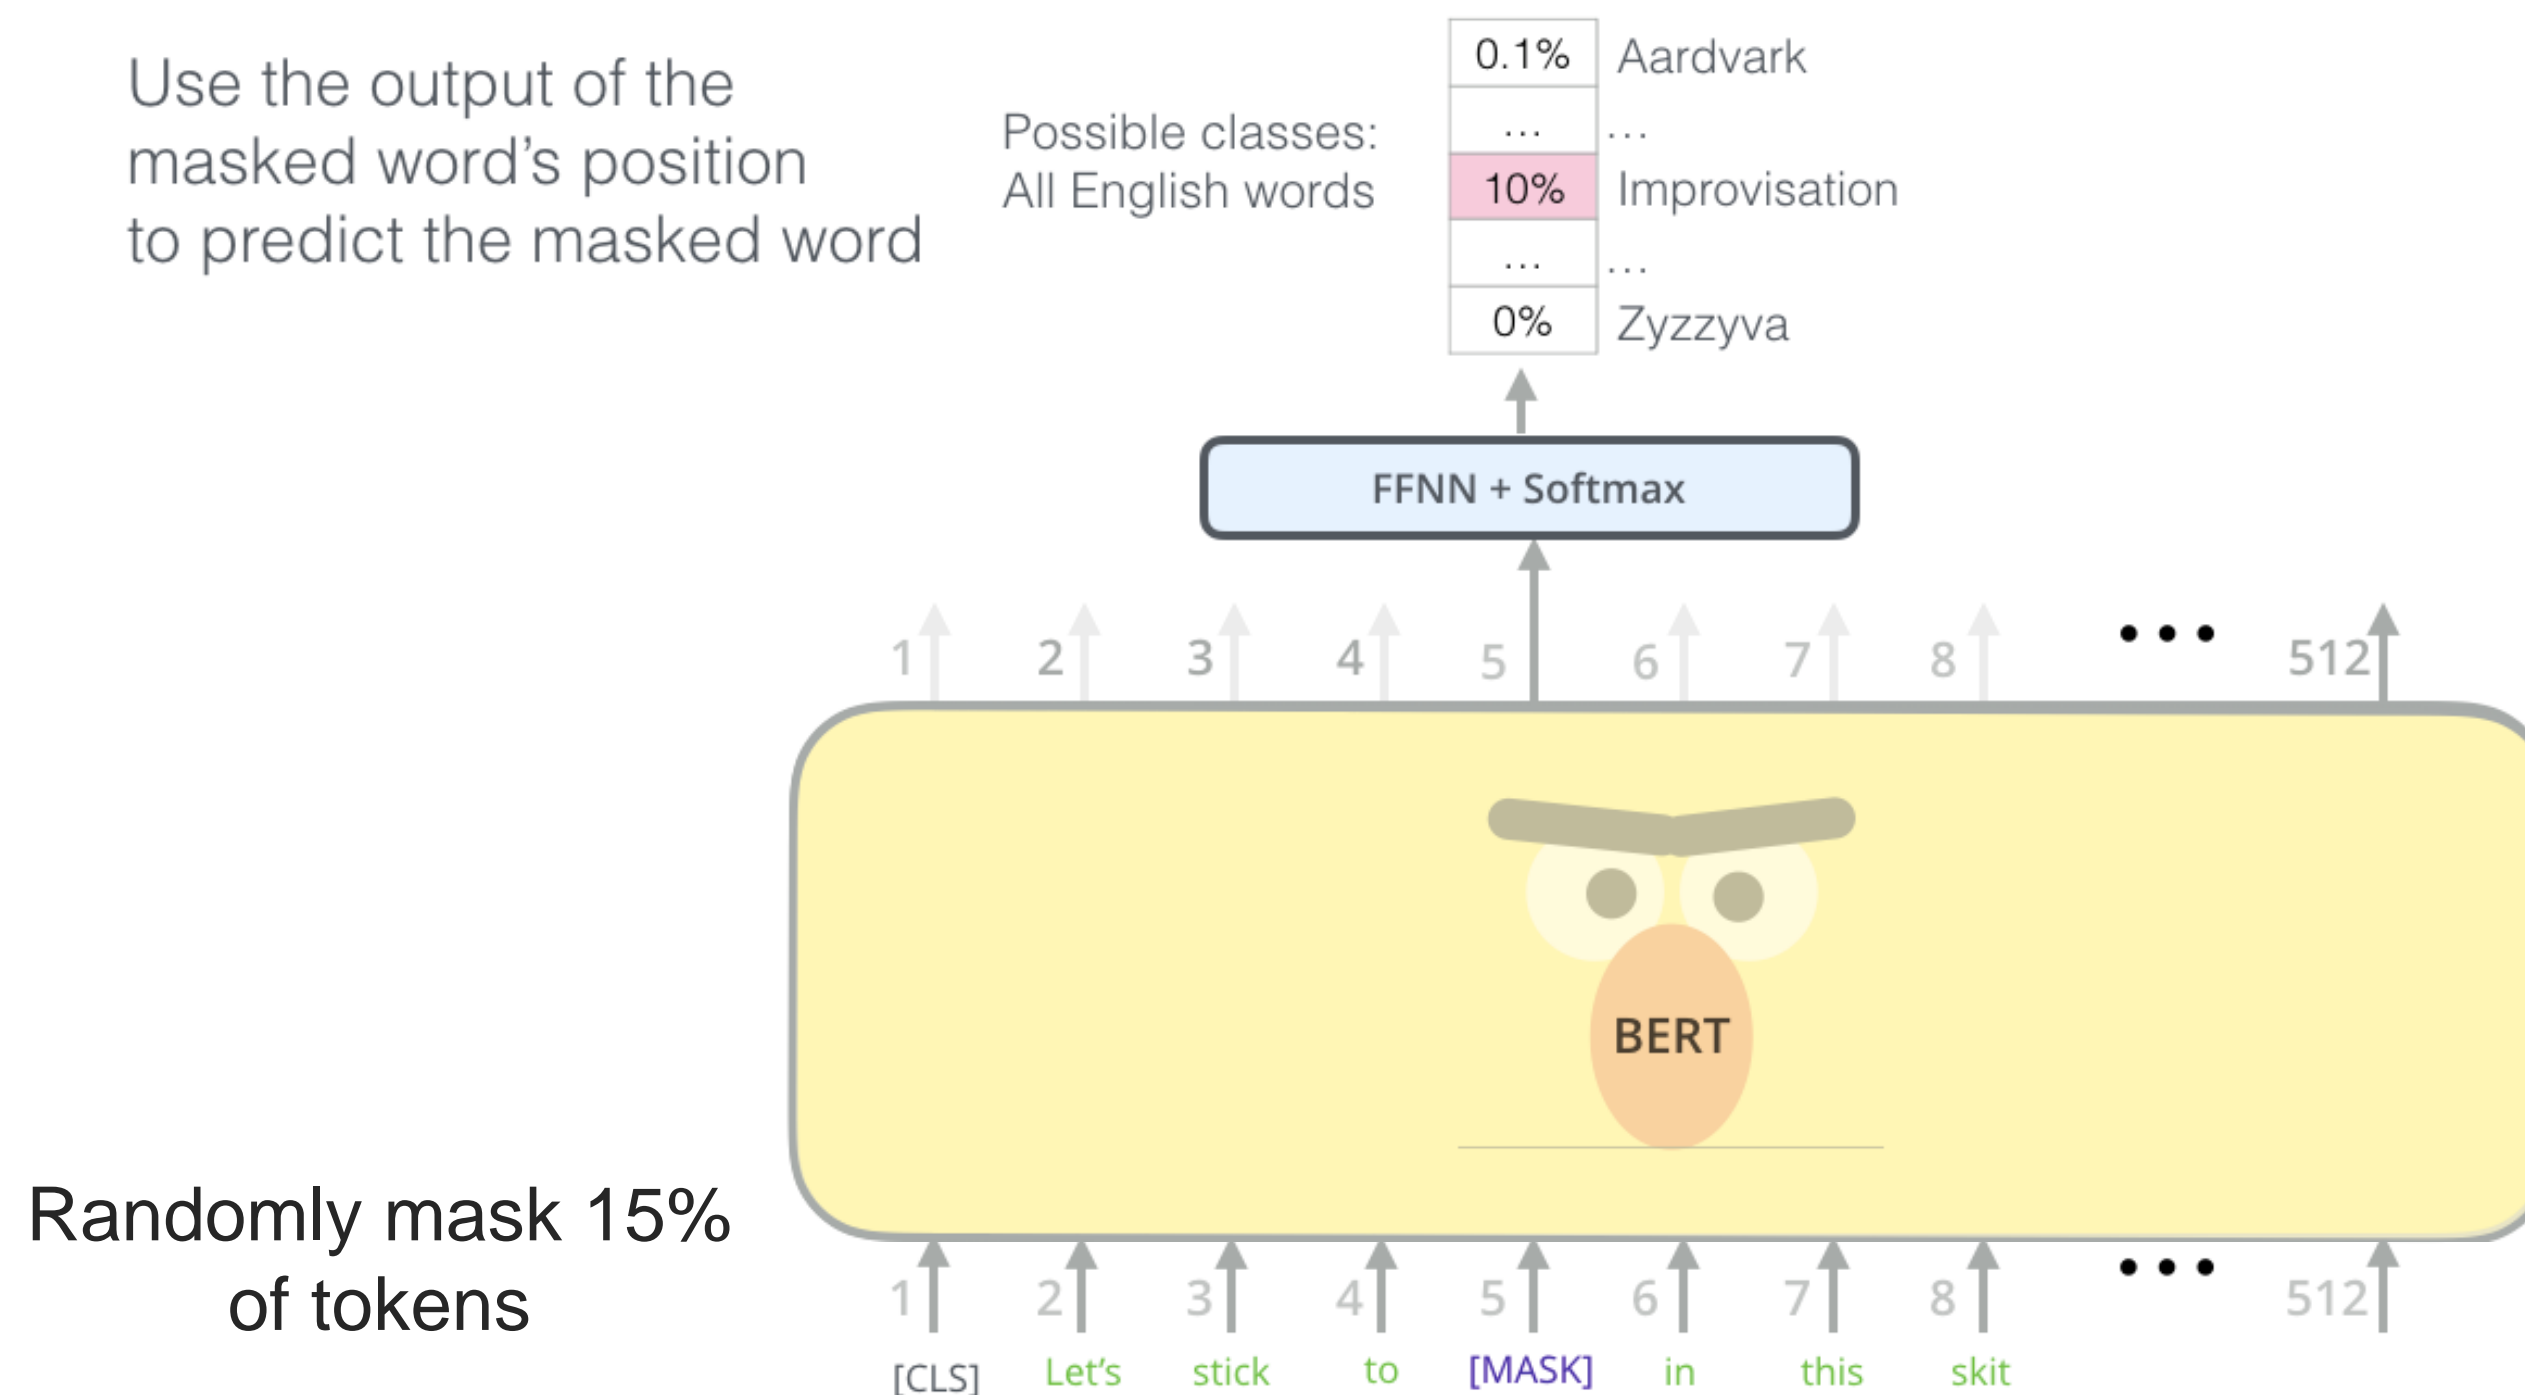 Use the output of the
masked word's position
to predict the masked word
Possible classes:
All English words
0.1% Aardvark
... ...
10% Improvisation
... ...
0% Zyzzyva
FFNN + Softmax
1 2 3 4 5 6 7 8 ••• 512
BERT
Randomly mask 15%
of tokens
1 2 3 4 5 6 7 8 ••• 512
[CLS] Let's stick to [MASK] in this skit